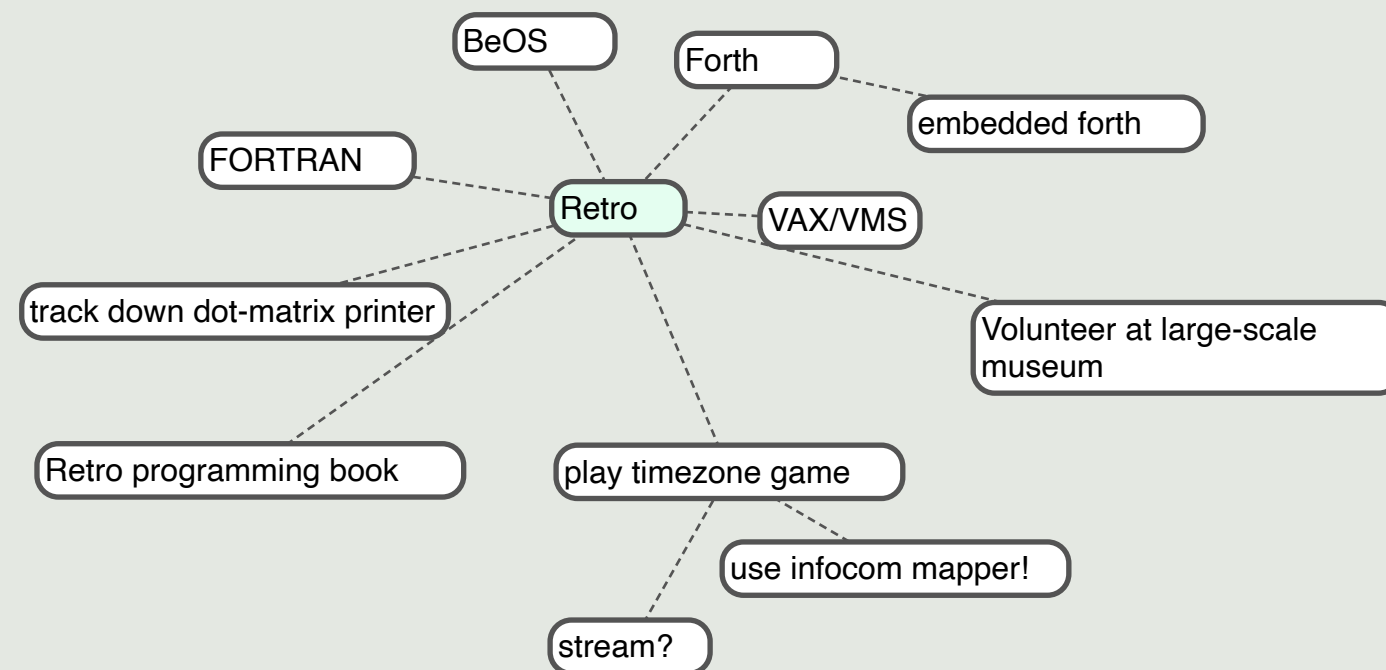 BeOS
Forth
embedded forth
FORTRAN
Retro
VAX/VMS
track down dot-matrix printer
Volunteer at large-scale
museum
Retro programming book
play timezone game
use infocom mapper!
stream?